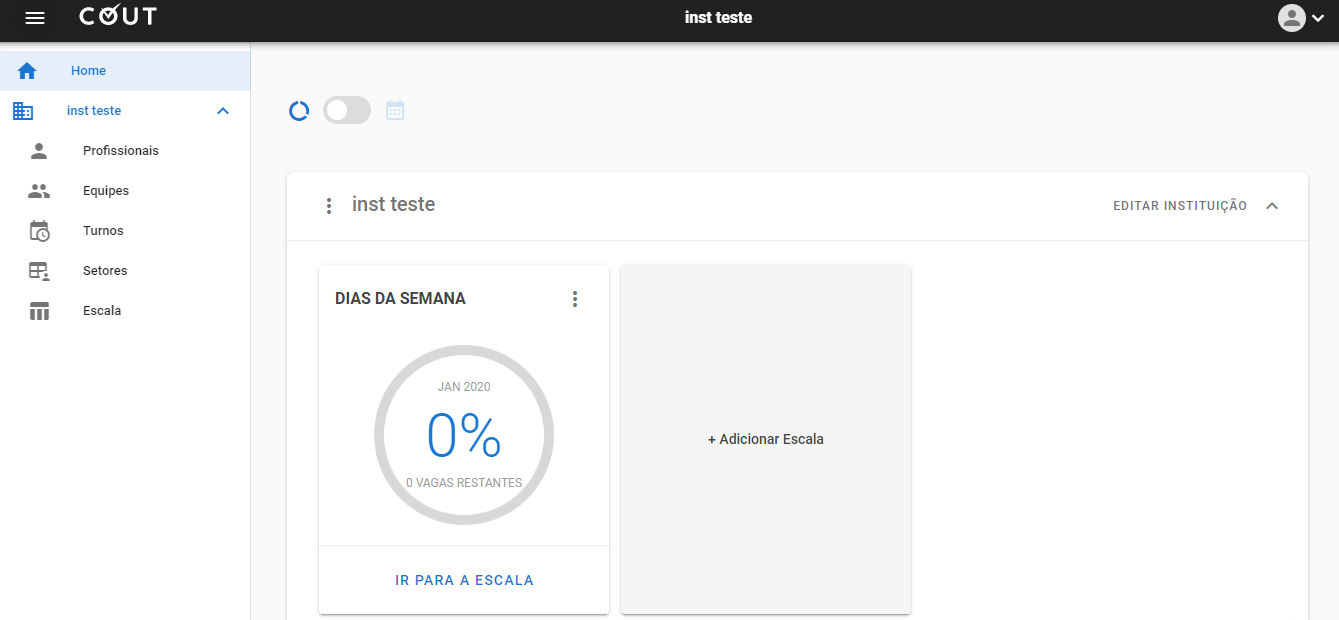 COUT
inst teste
Home
inst teste
Profissionais
Equipes
Turnos
Setores
Escala
inst teste
EDITAR INSTITUIÇÃO
DIAS DA SEMANA
JAN 2020
0%
0 VAGAS RESTANTES
IR PARA A ESCALA
+ Adicionar Escala